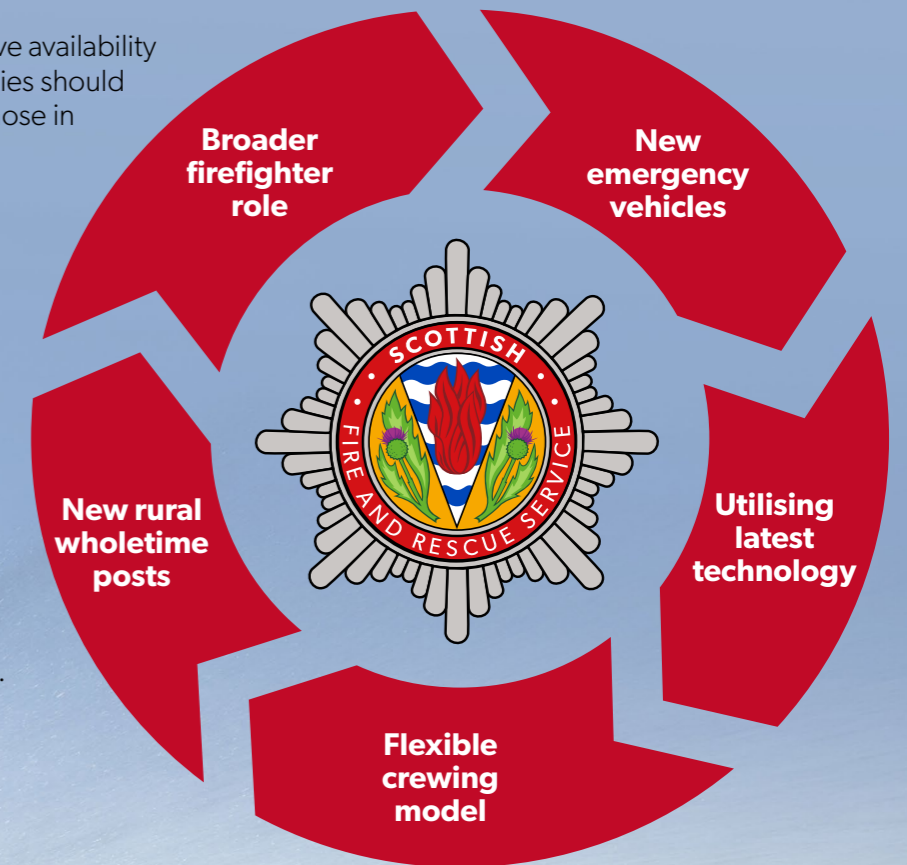 ve availability
ies should
ose in
Broader
firefighter
role
New
emergency
vehicles
SCOTTISH
FIRE AND RESCUE SERVICE
New rural
wholetime
posts
Utilising
latest
technology
.
Flexible
crewing
model